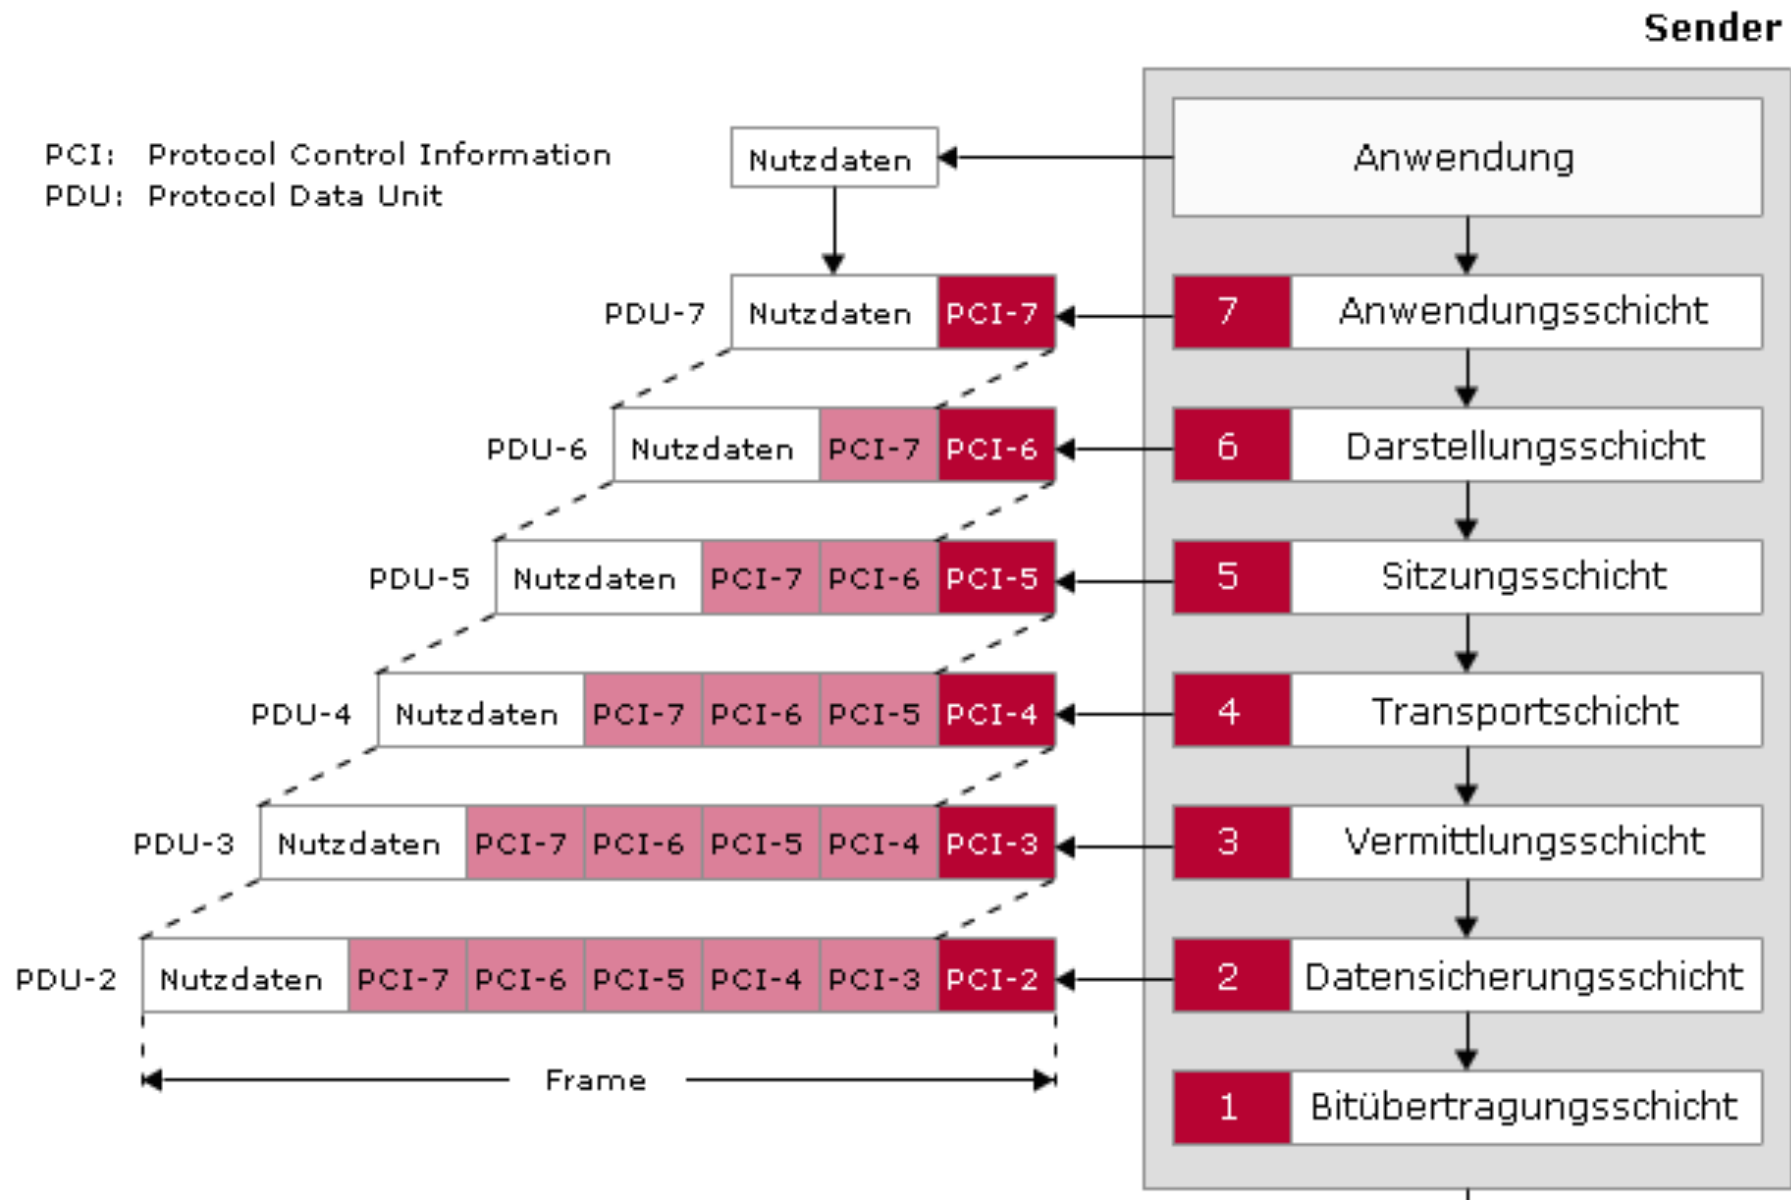 Sender
PCI: Protocol Control Information
PDU: Protocol Data Unit
Nutzdaten
Anwendung
PDU-7 Nutzdaten PCI-7 7 Anwendungsschicht
PDU-6 Nutzdaten PCI-7 PCI-6 6 Darstellungsschicht
PDU-5 Nutzdaten PCI-7 PCI-6 PCI-5 5 Sitzungsschicht
PDU-4 Nutzdaten PCI-7 PCI-6 PCI-5 PCI-4 4 Transportschicht
PDU-3 Nutzdaten PCI-7 PCI-6 PCI-5 PCI-4 PCI-3 3 Vermittlungsschicht
PDU-2 Nutzdaten PCI-7 PCI-6 PCI-5 PCI-4 PCI-3 PCI-2 2 Datensicherungsschicht
Frame
1 Bitübertragungsschicht